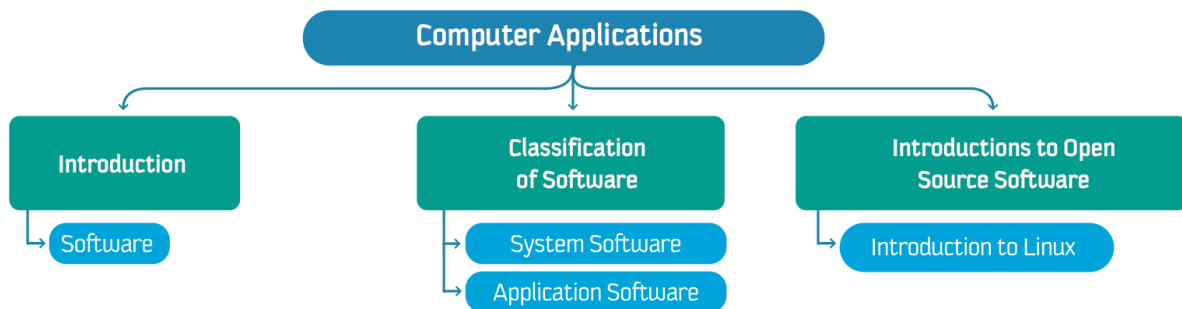 Computer Applications
Introduction
Software
Classification
of Software
System Software
Application Software
Introductions to Open
Source Software
Introduction to Linux